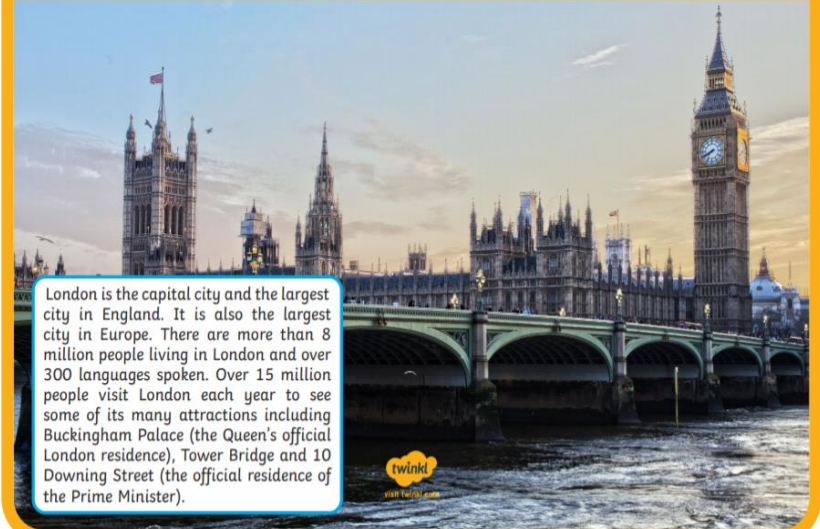 London is the capital city and the largest
city in England. It is also the largest
city in Europe. There are more than 8
million people living in London and over
300 languages spoken. Over 15 million
people visit London each year to see
some of its many attractions including
Buckingham Palace (the Queen's official
London residence), Tower Bridge and 10
Downing Street (the official residence of
the Prime Minister).
twinkl
visit twinkl.com